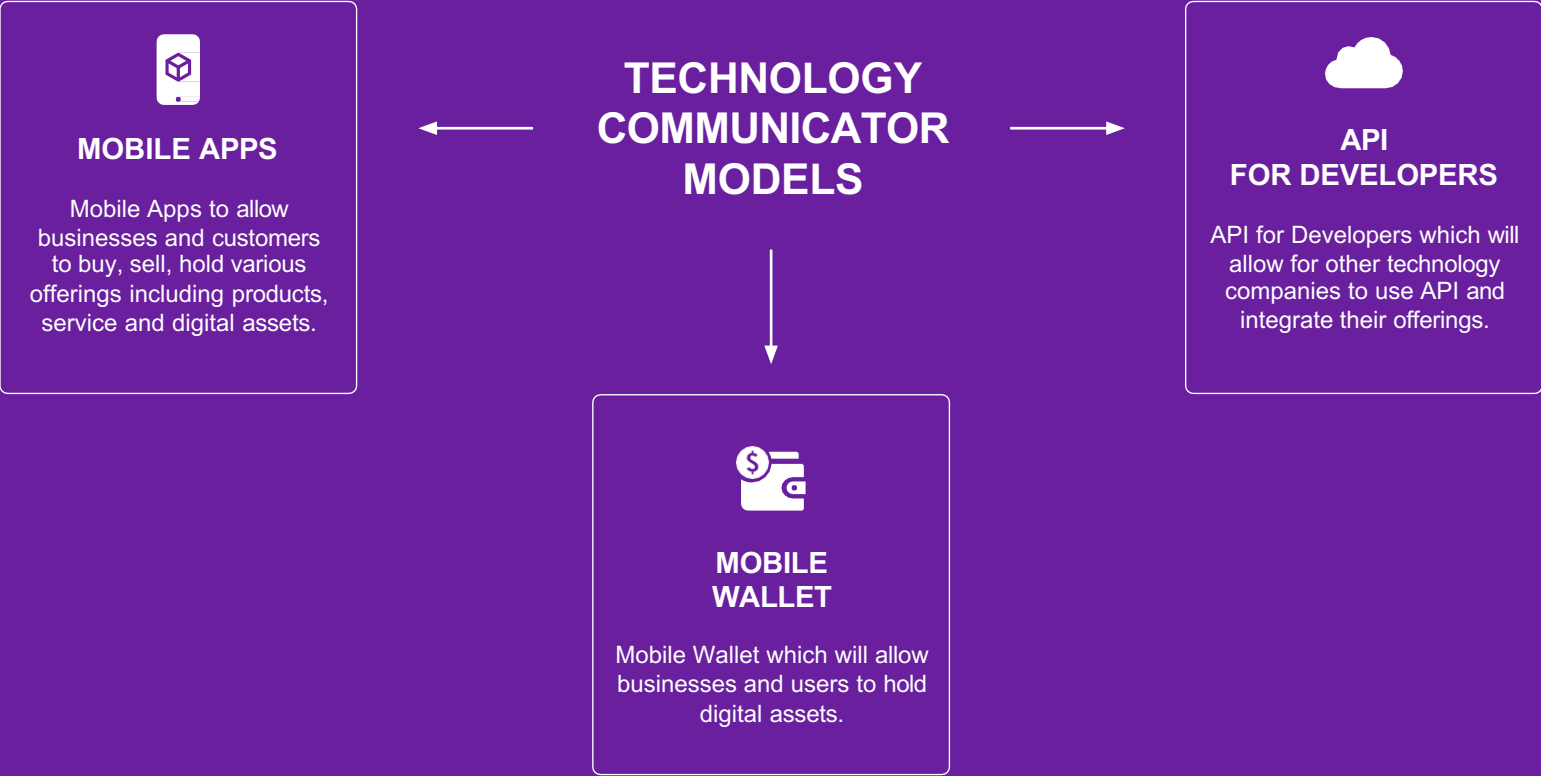 TECHNOLOGY
COMMUNICATOR
MODELS
MOBILE APPS
Mobile Apps to allow
businesses and customers
to buy, sell, hold various
offerings including products,
service and digital assets.
$
MOBILE
WALLET
Mobile Wallet which will allow
businesses and users to hold
digital assets.
API
FOR DEVELOPERS
API for Developers which will
allow for other technology
companies to use API and
integrate their offerings.